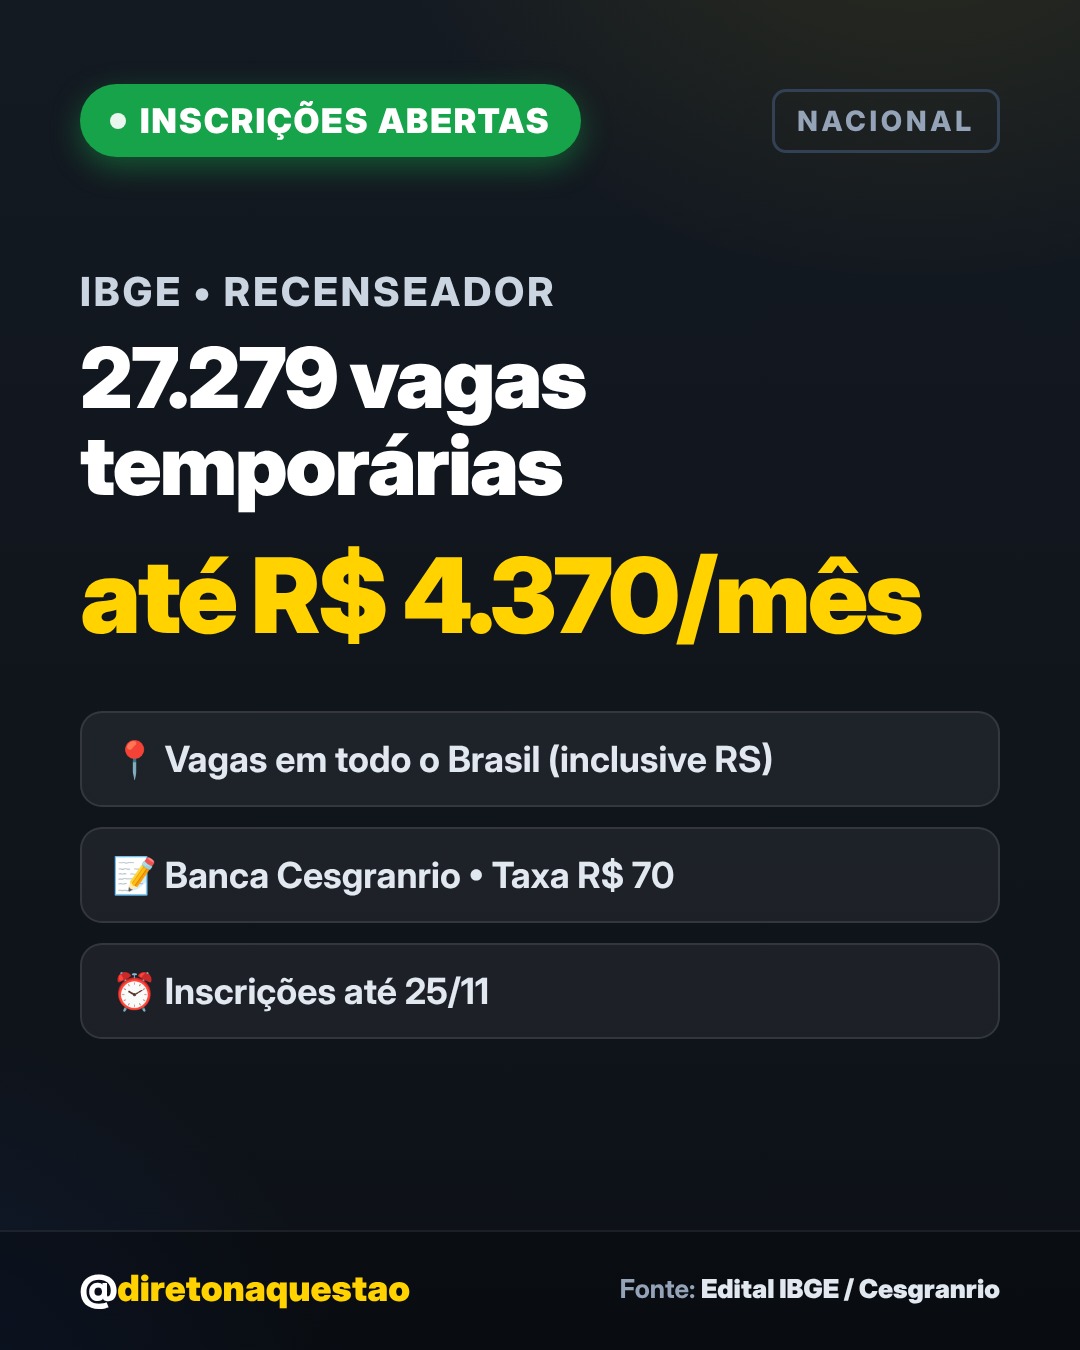 INSCRIÇÕES ABERTAS
NACIONAL
IBGE • RECENSEADOR
27.279 vagas
temporárias
até R$ 4.370/mês
📍 Vagas em todo o Brasil (inclusive RS)
📝 Banca Cesgranrio • Taxa R$ 70
⏰ Inscrições até 25/11
@diretonaquestao
Fonte: Edital IBGE / Cesgranrio